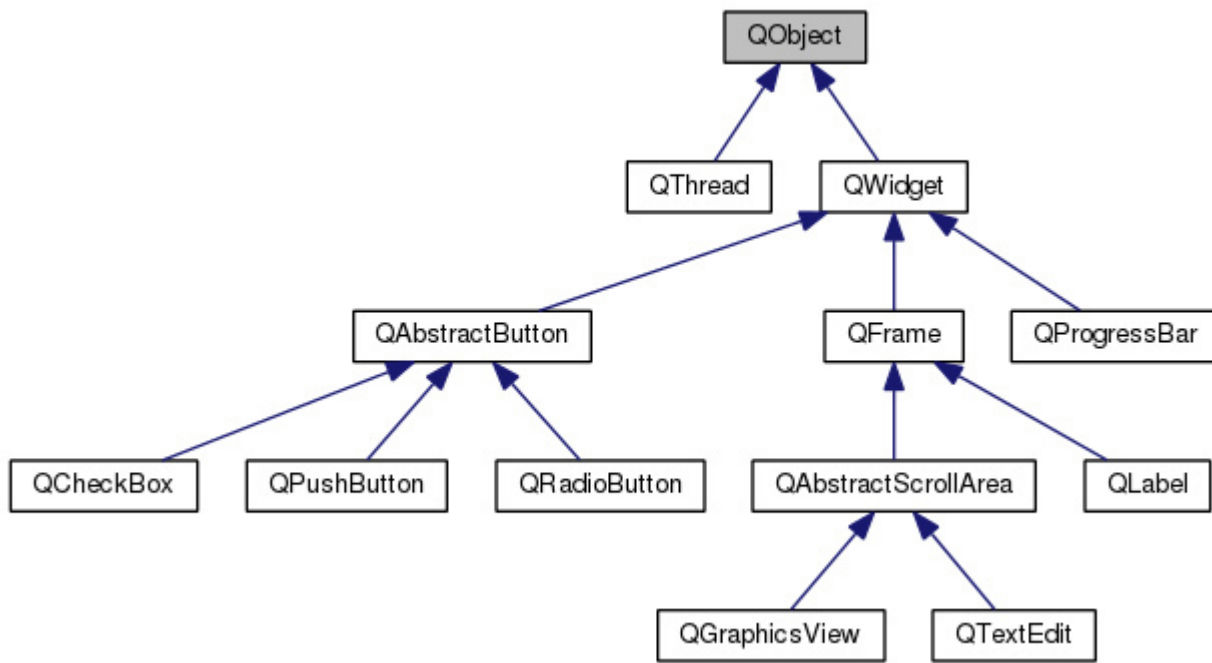 QObject
QThread
QWidget
QAbstractButton
QFrame
QProgressBar
QCheckBox
QPushButton
QRadioButton
QAbstractScrollArea
QLabel
QGraphicsView
QTextEdit